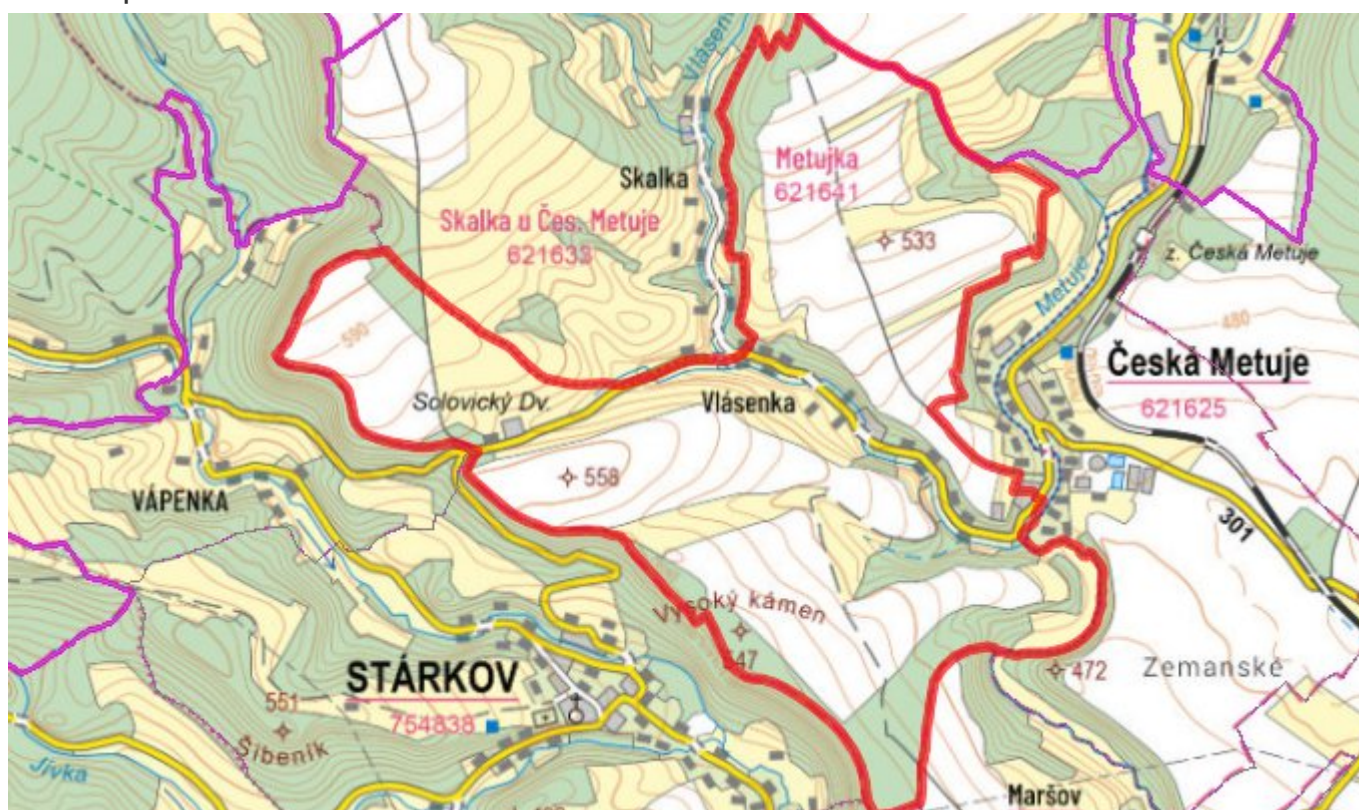 Vlásen
Metujka
621641
Skalka
Skalka u Čes. Metuje
621633
533
z. Česká Metuje
Metuje
590
480
Česká Metuje
621625
Solovický Dv.
Vlásenka
558
VÁPENKA
301
Vysoký kámen
547
STÁRKOV
754838
551
Šibeník
472
Zemanské
Jívka
Maršov